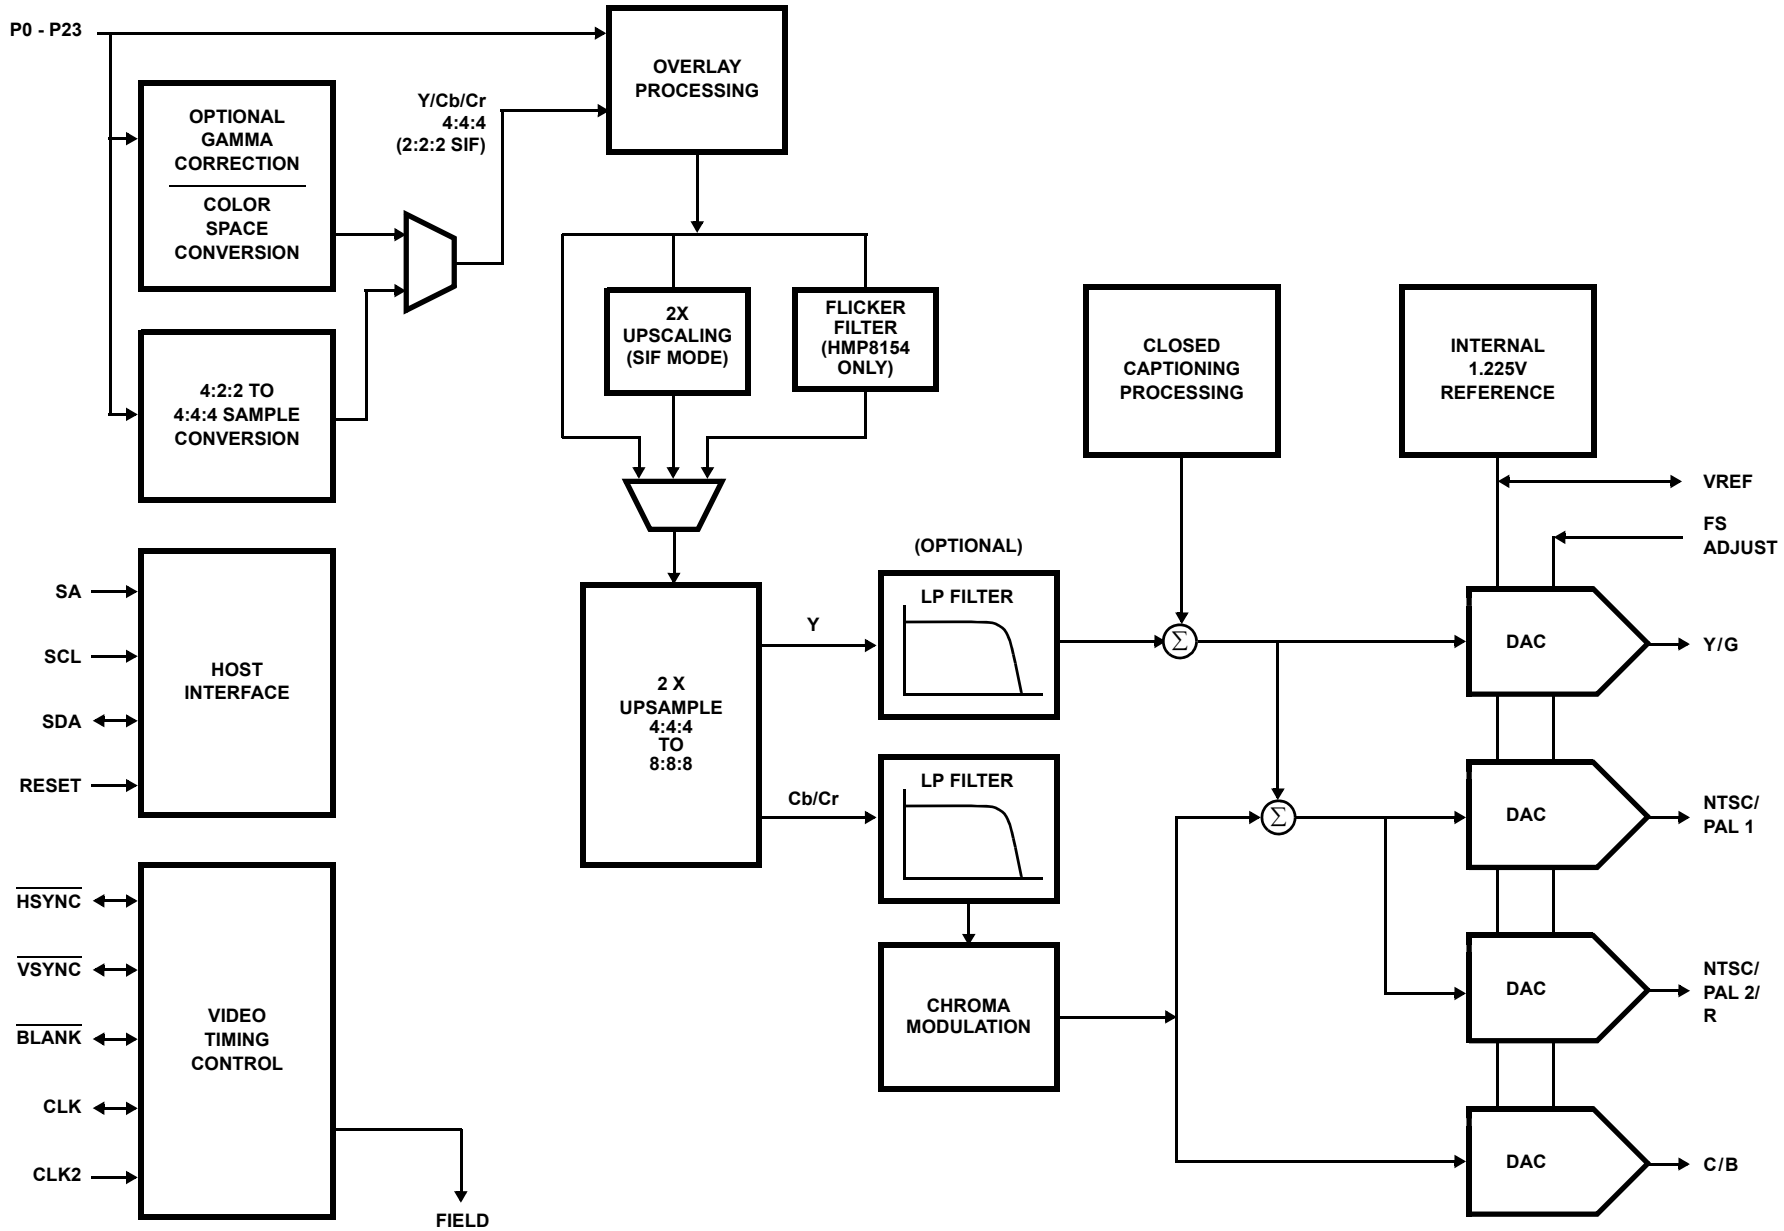 P0 - P23
OVERLAY
PROCESSING
OPTIONAL
GAMMA
CORRECTION
COLOR
SPACE
CONVERSION
Y/Cb/Cr
4:4:4
(2:2:2 SIF)
4:2:2 TO
4:4:4 SAMPLE
CONVERSION
2X
UPSCALING
(SIF MODE)
FLICKER
FILTER
(HMP8154
ONLY)
CLOSED
CAPTIONING
PROCESSING
INTERNAL
1.225V
REFERENCE
VREF
FS
ADJUST
SA
SCL
SDA
RESET
HOST
INTERFACE
2 X
UPSAMPLE
4:4:4
TO
8:8:8
Y
Cb/Cr
(OPTIONAL)
LP FILTER
LP FILTER
Σ
Σ
CHROMA
MODULATION
DAC
Y/G
DAC
NTSC/
PAL 1
DAC
NTSC/
PAL 2/
R
DAC
C/B
HSYNC
VSYNC
BLANK
CLK
CLK2
VIDEO
TIMING
CONTROL
FIELD